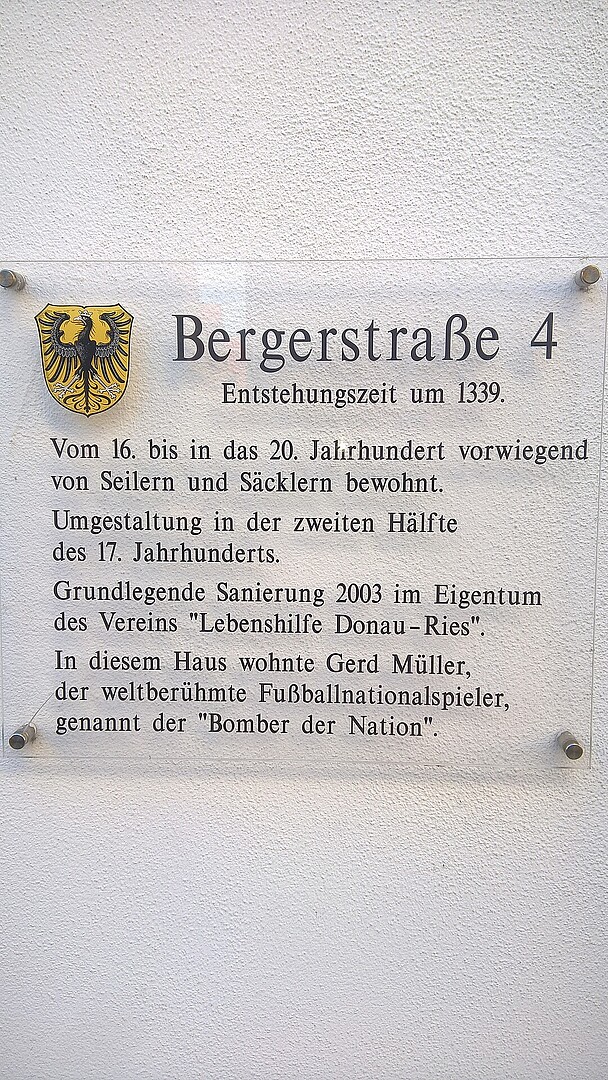 Bergerstraße 4
Entstehungszeit um 1339.
Vom 16. bis in das 20. Jahrhundert vorwiegend
von Seilern und Säcklern bewohnt.
Umgestaltung in der zweiten Hälfte
des 17. Jahrhunderts.
Grundlegende Sanierung 2003 im Eigentum
des Vereins "Lebenshilfe Donau-Ries".
In diesem Haus wohnte Gerd Müller,
der weltberühmte Fußballnationalspieler,
genannt der "Bomber der Nation".